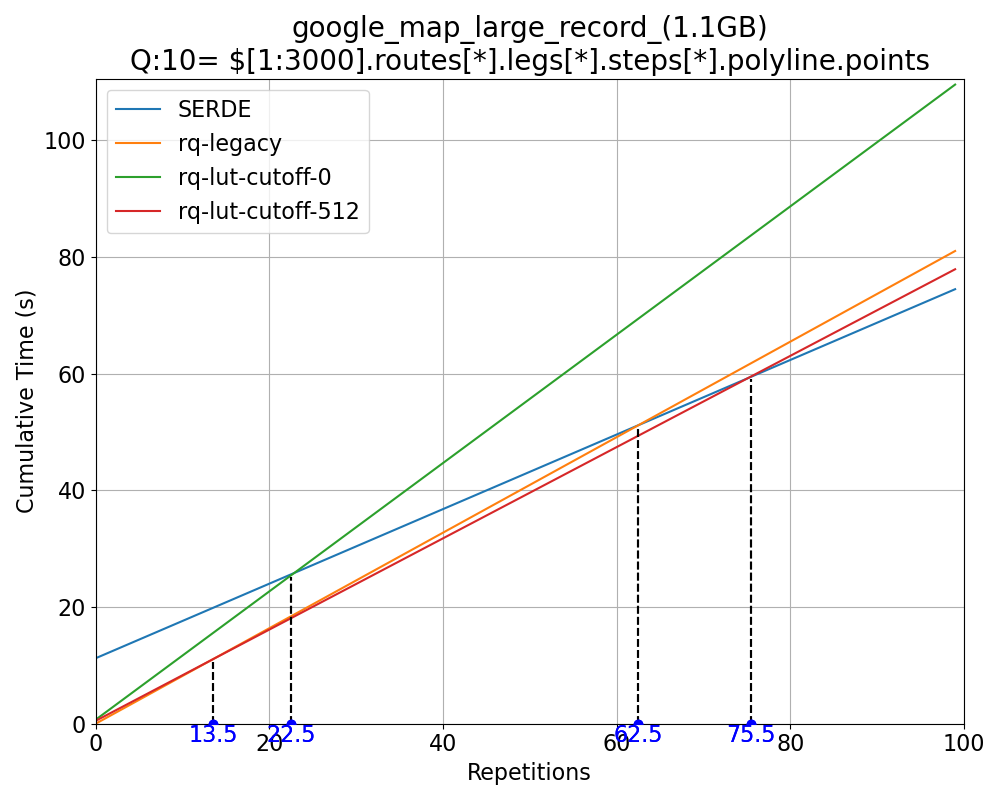 google_map_large_record_(1.1GB)
Q:10= $[1:3000].routes[*].legs[*].steps[*].polyline.points
SERDE
rq-legacy
rq-lut-cutoff-0
rq-lut-cutoff-512
Cumulative Time (s)
100
80
60
40
20
0
0 20 40 60 80 100
13.5 22.5 62.5 75.5
Repetitions